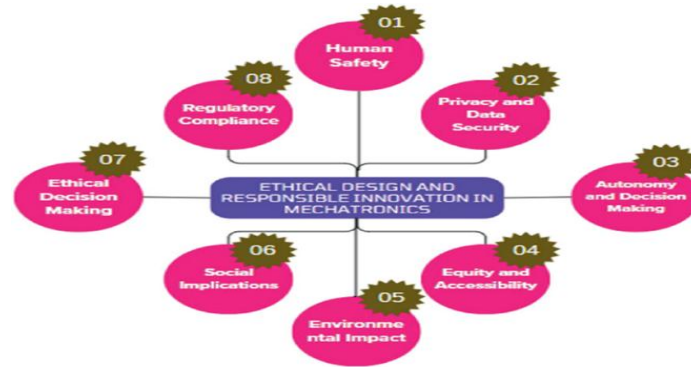 01
Human
Safety
02
Privacy and
Data
Security
03
Autonomy
and Decision
Making
04
Equity and
Accessibility
05
Environme
ntal Impact
06
Social
Implications
07
Ethical
Decision
Making
08
Regulatory
Compliance
ETHICAL DESIGN AND
RESPONSIBLE INNOVATION IN
MECHATRONICS